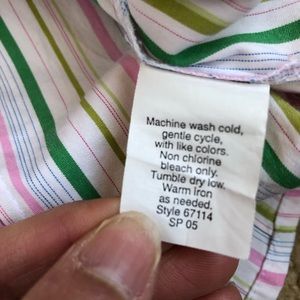 Machine wash cold,
gentle cycle,
with like colors.
Non chlorine
bleach only.
Tumble dry low.
Warm Iron
as needed.
Style 67114
SP 05